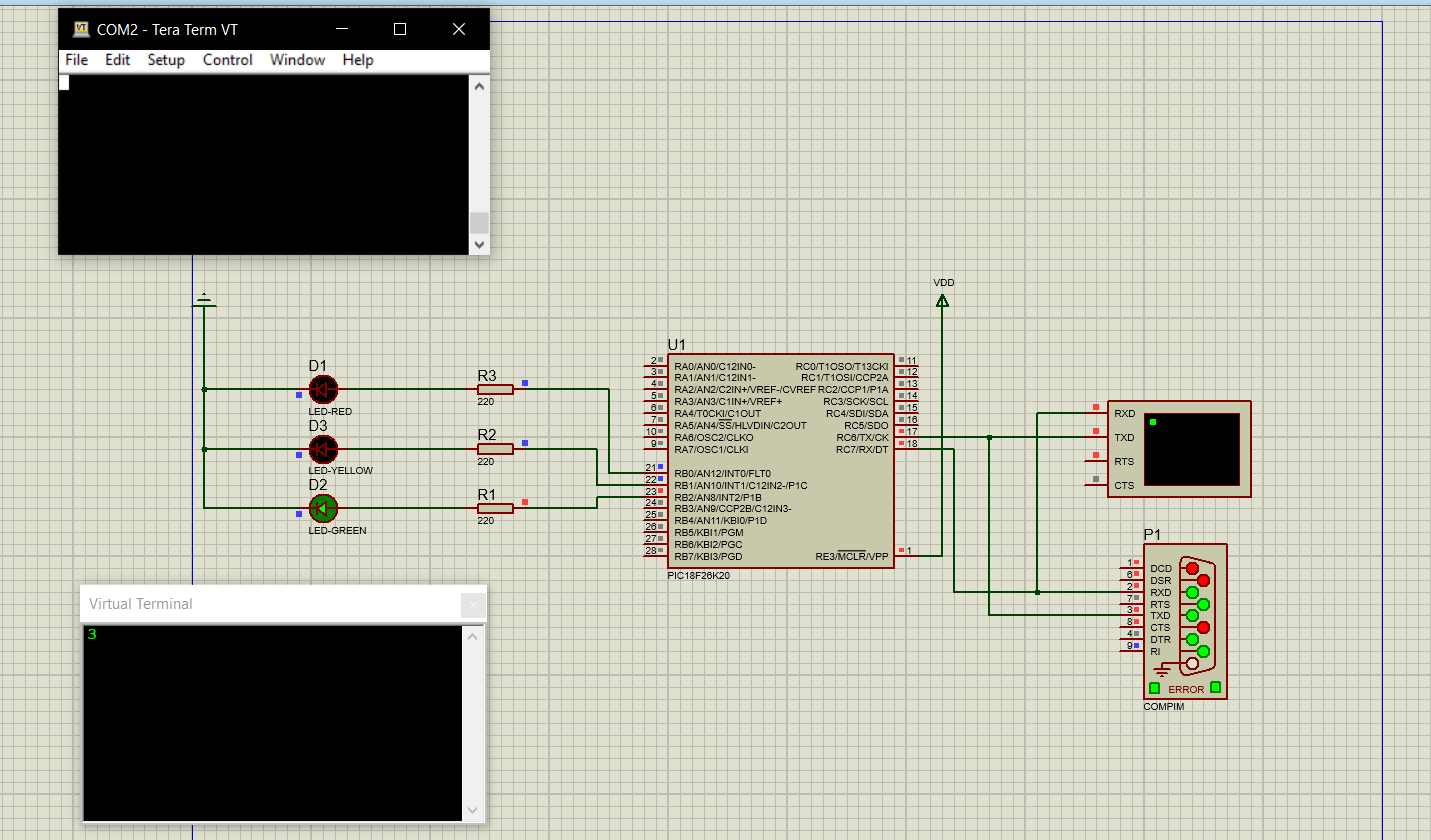 COM2 - Tera Term VT
File Edit Setup Control Window Help
VDD
U1
2 RA0/AN0/C12IN0- RC0/T1OSO/T13CKI 11
3 RA1/AN1/C12IN1- RC1/T1OSI/CCP2A 12
4 RA2/AN2/C2IN+/VREF-/CVREF RC2/CCP1/P1A 13
5 RA3/AN3/C1IN+/VREF+ RC3/SCK/SCL 14
6 RA4/T0CKI/C1OUT RC4/SDI/SDA 15
7 RA5/AN4/SS/HLVDIN/C2OUT RC5/SDO 16
10 RA6/OSC2/CLKO RC6/TX/CK 17
9 RA7/OSC1/CLKI RC7/RX/DT 18
21 RB0/AN12/INT0/FLT0
22 RB1/AN10/INT1/C12IN2-/P1C
23 RB2/AN8/INT2/P1B
24 RB3/AN9/CCP2B/C12IN3-
25 RB4/AN11/KBI0/P1D
26 RB5/KBI1/PGM
27 RB6/KBI2/PGC
28 RB7/KBI3/PGD RE3/MCLR/VPP 1
PIC18F26K20
D1
LED-RED
R3
220
D3
LED-YELLOW
R2
220
D2
LED-GREEN
R1
220
RXD
TXD
RTS
CTS
P1
1 DCD
6 DSR
2 RXD
7 RTS
3 TXD
8 CTS
4 DTR
9 RI
ERROR
COMPIM
Virtual Terminal
3